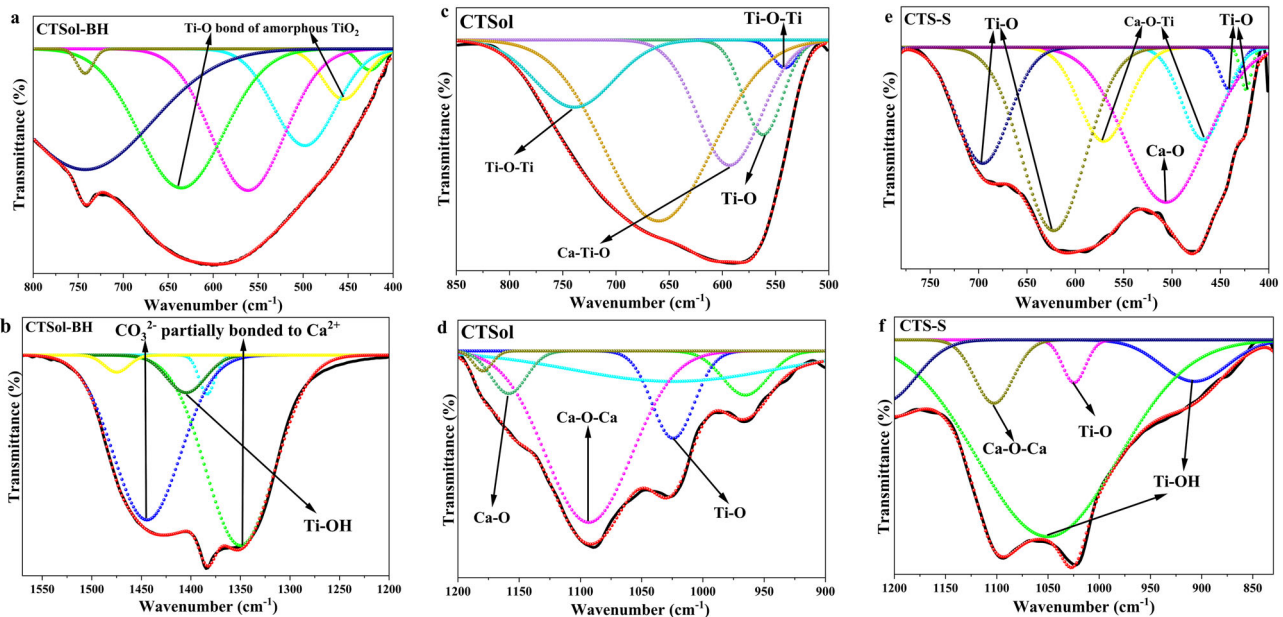 a
CTSol-BH
Ti-O bond of amorphous TiO₂
Transmittance (%)
800 750 700 650 600 550 500 450 400
Wavenumber (cm⁻¹)
b
CTSol-BH
CO₃²⁻ partially bonded to Ca²⁺
Ti-OH
Transmittance (%)
1550 1500 1450 1400 1350 1300 1250 1200
Wavenumber (cm⁻¹)
c
CTSol
Ti-O-Ti
Ti-O-Ti
Ti-O
Ca-Ti-O
Transmittance (%)
850 800 750 700 650 600 550 500
Wavenumber (cm⁻¹)
d
CTSol
Ca-O-Ca
Ca-O
Ti-O
Transmittance (%)
1200 1150 1100 1050 1000 950 900
Wavenumber (cm⁻¹)
e
CTS-S
Ti-O
Ca-O-Ti
Ti-O
Ca-O
Transmittance (%)
750 700 650 600 550 500 450 400
Wavenumber (cm⁻¹)
f
CTS-S
Ti-O
Ca-O-Ca
Ti-OH
Transmittance (%)
1200 1150 1100 1050 1000 950 900 850
Wavenumber (cm⁻¹)